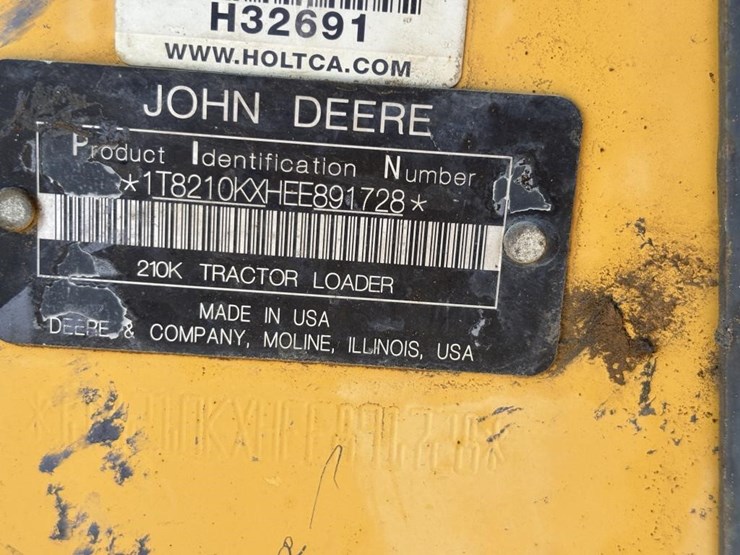 H32691
WWW.HOLTCA.COM
JOHN DEERE
Product Identification Number
*1T8210KXHEE891728*
210K TRACTOR LOADER
MADE IN USA
DEERE & COMPANY, MOLINE, ILLINOIS, USA